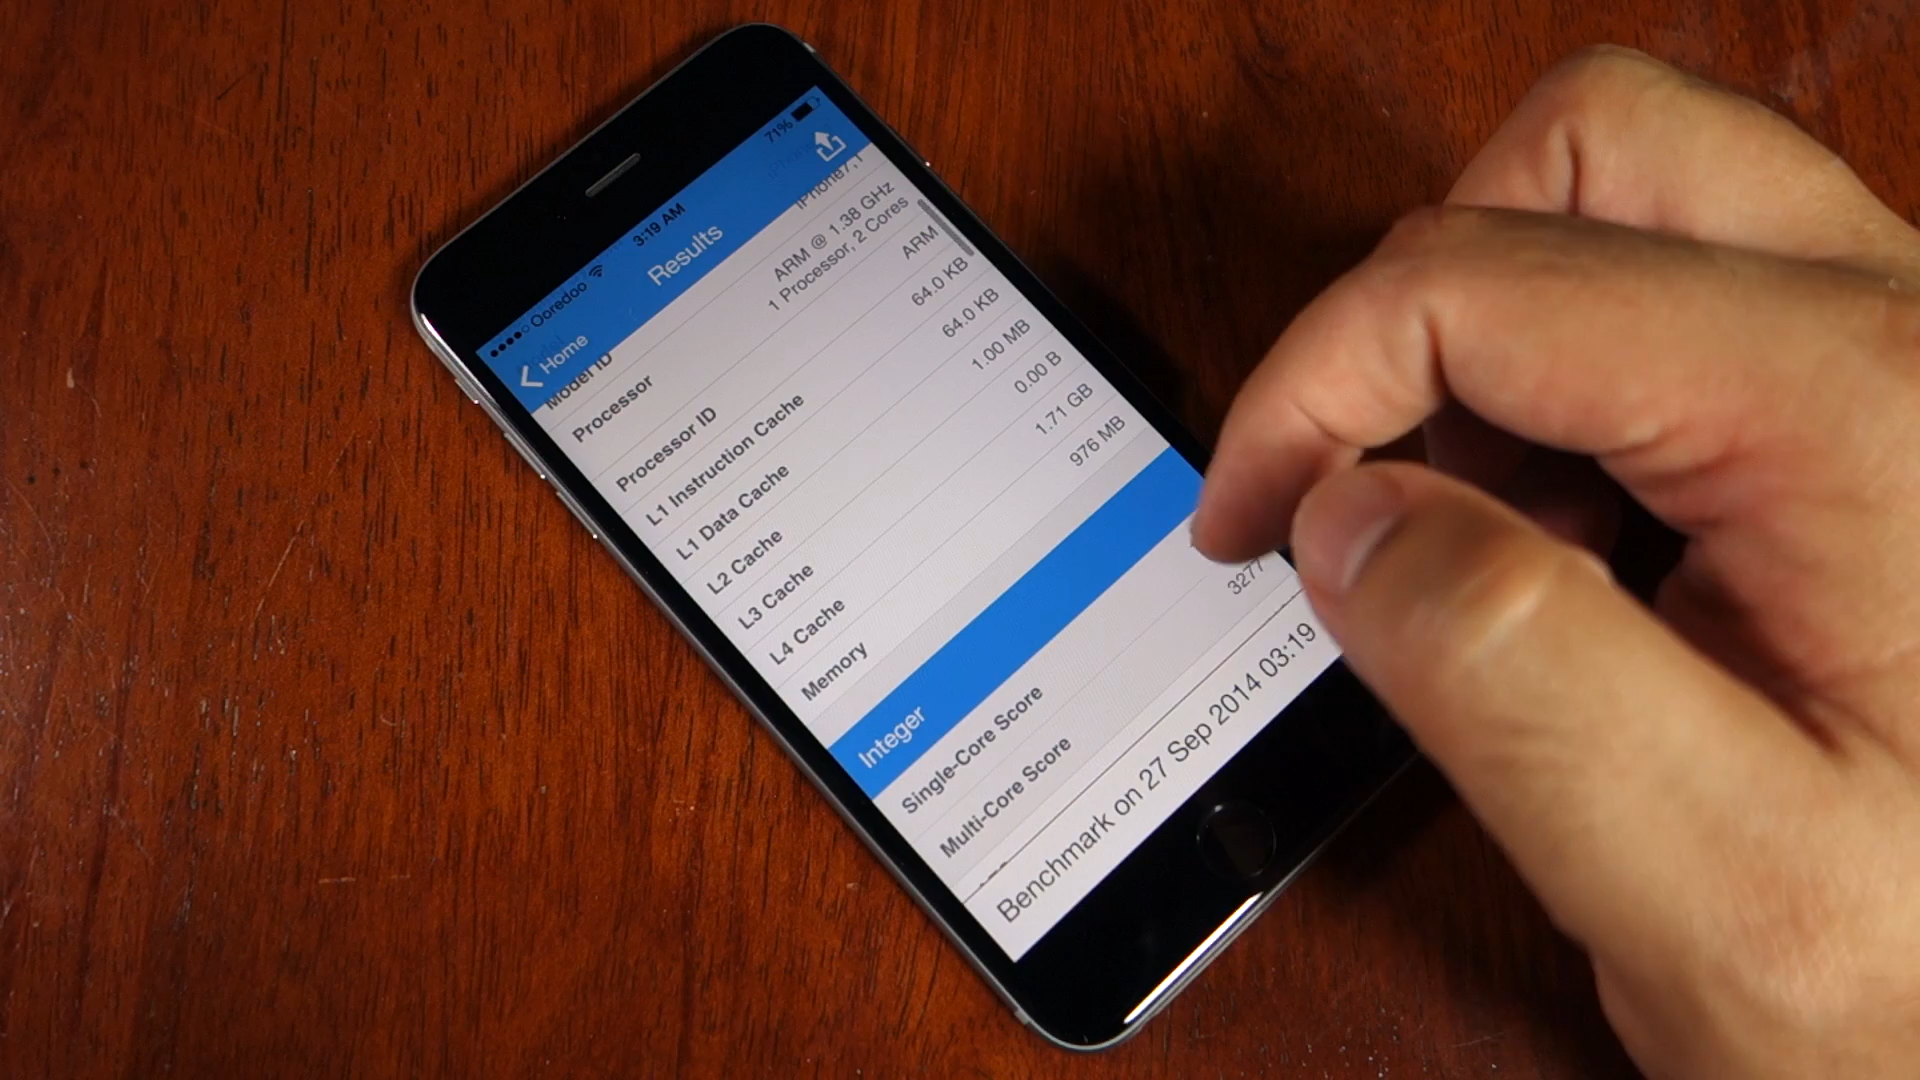 Ooredoo 3:19 AM 71%
Home Results
Model ID iPhone7,1
Processor ARM @ 1.38 GHz
1 Processor, 2 Cores
Processor ID ARM
L1 Instruction Cache 64.0 KB
L1 Data Cache 64.0 KB
L2 Cache 1.00 MB
L3 Cache 0.00 B
L4 Cache 1.71 GB
Memory 976 MB
Integer
Single-Core Score
Multi-Core Score 3277
Benchmark on 27 Sep 2014 03:19